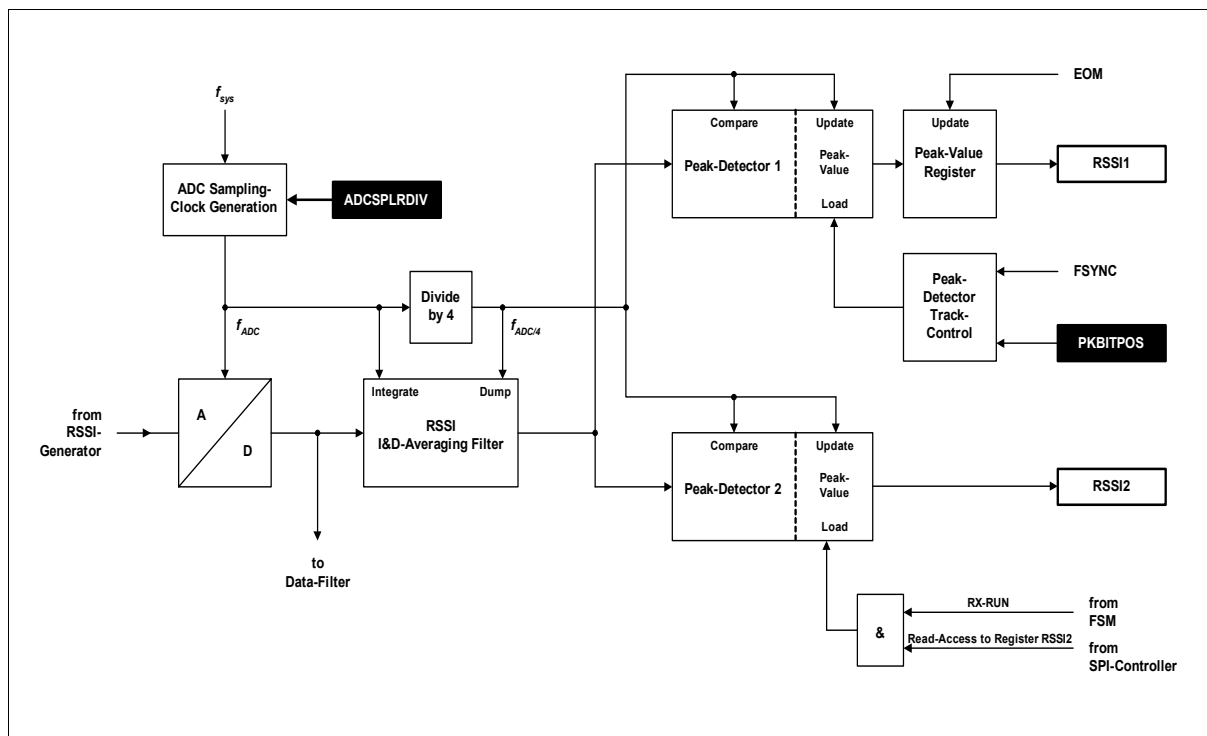 f_sys
ADC Sampling-
Clock Generation
ADCSPLRDIV
f_ADC
Divide
by 4
f_ADC/4
from
RSSI-
Generator
A
D
Integrate
Dump
RSSI
I&D-Averaging Filter
to
Data-Filter
Compare
Peak-Detector 1
Update
Peak-
Value
Load
Update
Peak-Value
Register
EOM
RSSI1
Peak-
Detector
Track-
Control
FSYNC
PKBITPOS
Compare
Peak-Detector 2
Update
Peak-
Value
Load
RSSI2
&
RX-RUN
from
FSM
Read-Access to Register RSSI2
from
SPI-Controller